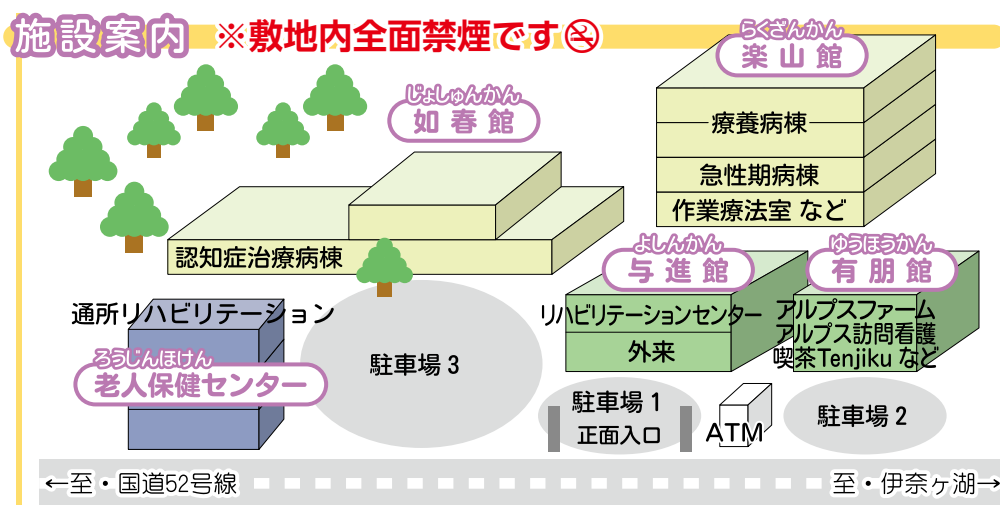 施設案内 ※敷地内全面禁煙です
らくざんかん
楽山館
療養病棟
急性期病棟
作業療法室 など
じょしゅんかん
如春館
認知症治療病棟
よしんかん
与進館
リハビリテーションセンター
外来
ゆうほうかん
有朋館
アルプスファーム
アルプス訪問看護
喫茶Tenjiku など
通所リハビリテーション
ろうじんほけん
老人保健センター
駐車場 3
駐車場 1
正面入口
ATM
駐車場 2
←至・国道52号線
至・伊奈ヶ湖→